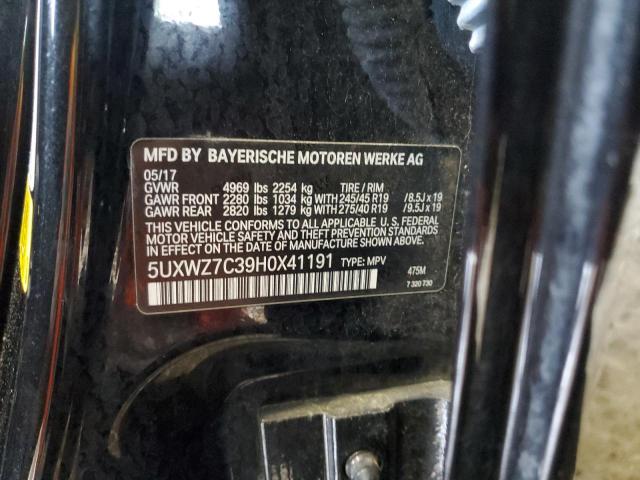 MFD BY BAYERISCHE MOTOREN WERKE AG
05/17
GVWR 4969 lbs 2254 kg TIRE / RIM
GAWR FRONT 2280 lbs 1034 kg WITH 245/45 R19 /8.5J x 19
GAWR REAR 2820 lbs 1279 kg WITH 275/40 R19 /9.5J x 19
THIS VEHICLE CONFORMS TO ALL APPLICABLE U. S. FEDERAL
MOTOR VEHICLE SAFETY AND THEFT PREVENTION STANDARDS
IN EFFECT ON THE DATE OF MANUFACTURE SHOWN ABOVE.
5UXWZ7C39H0X41191 TYPE: MPV
475M
7 320 730